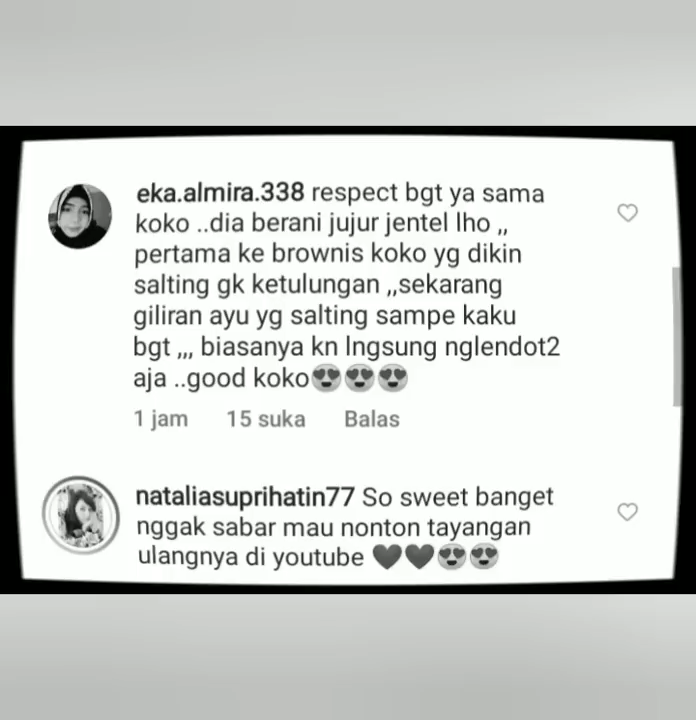 eka.almira.338 respect bgt ya sama
koko ..dia berani jujur jentel lho ,,
pertama ke brownis koko yg dikin
salting gk ketulungan ,,sekarang
giliran ayu yg salting sampe kaku
bgt ,,, biasanya kn lngsung nglendot2
aja ..good koko😍😍😍
1 jam 15 suka Balas
nataliasuprihatin77 So sweet banget
nggak sabar mau nonton tayangan
ulangnya di youtube 🖤🖤😍😍